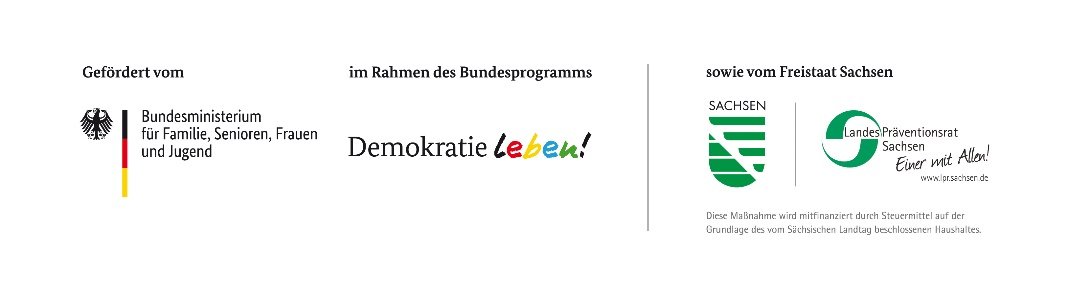 Gefördert vom
Bundesministerium
für Familie, Senioren, Frauen
und Jugend
im Rahmen des Bundesprogramms
Demokratie Leben!
sowie vom Freistaat Sachsen
SACHSEN
Landes Präventionsrat
Sachsen
Einer mit Allen!
www.lpr.sachsen.de
Diese Maßnahme wird mitfinanziert durch Steuermittel auf der
Grundlage des vom Sächsischen Landtag beschlossenen Haushaltes.